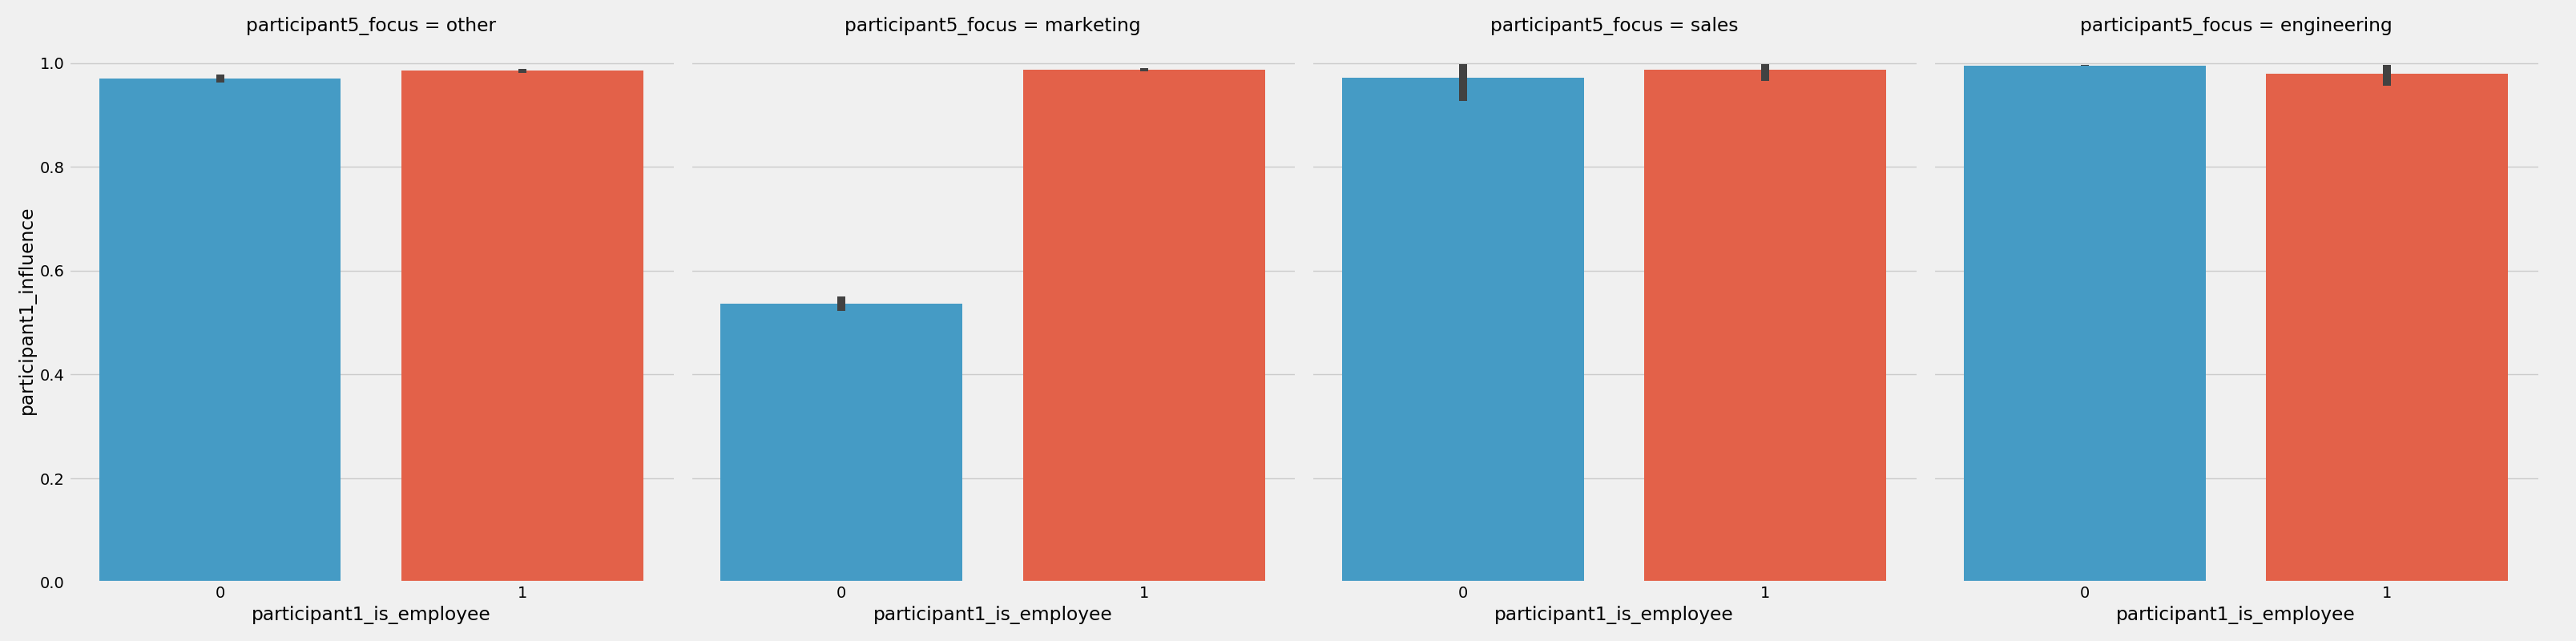 participant5_focus = other
participant5_focus = marketing
participant5_focus = sales
participant5_focus = engineering
participant1_influence
1.0
0.8
0.6
0.4
0.2
0.0
0 1
0 1
0 1
0 1
participant1_is_employee
participant1_is_employee
participant1_is_employee
participant1_is_employee